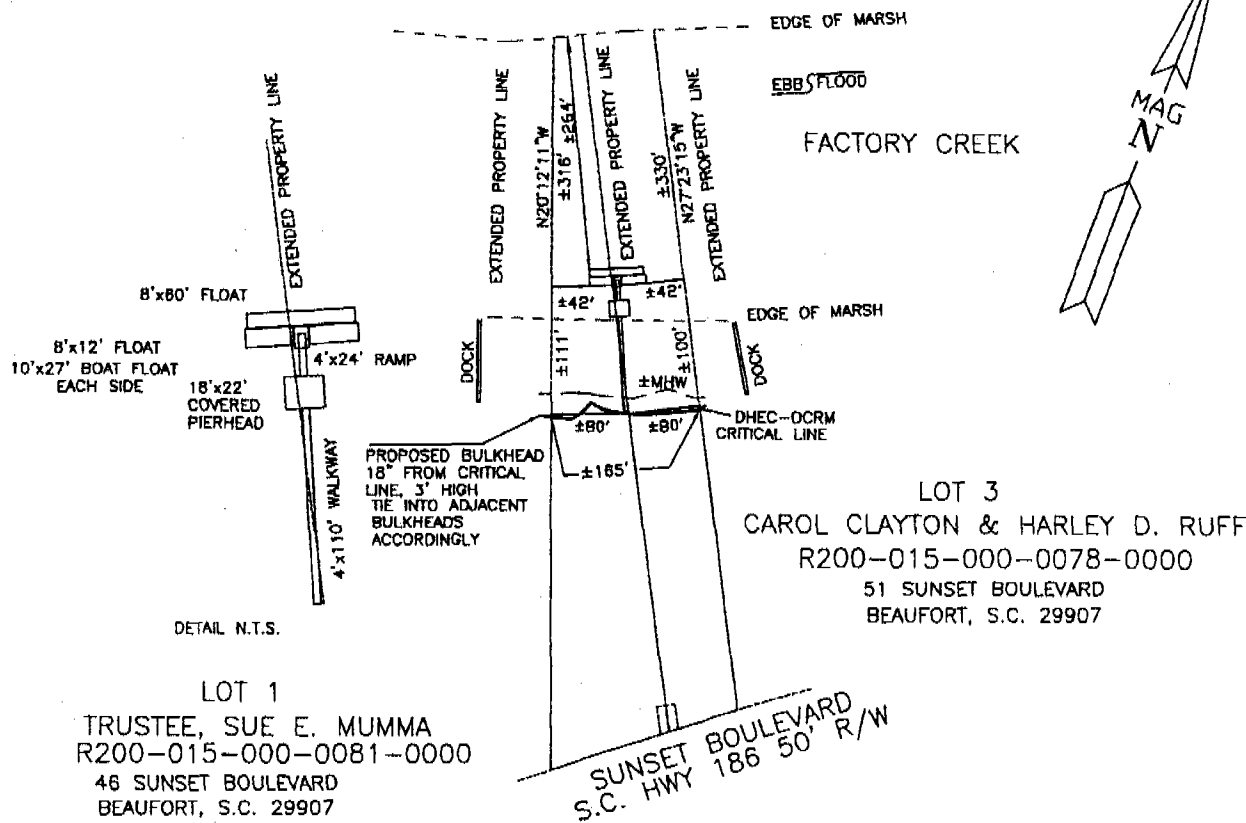 EDGE OF MARSH
EBB FLOOD
FACTORY CREEK
MAG
N
EXTENDED PROPERTY LINE
EXTENDED PROPERTY LINE
N20°12'11"W
±316'
±264'
EXTENDED PROPERTY LINE
±330'
N27°23'15"W
EXTENDED PROPERTY LINE
8'x60' FLOAT
8'x12' FLOAT
10'x27' BOAT FLOAT
EACH SIDE
4'x24' RAMP
18'x22'
COVERED
PIERHEAD
4'x110' WALKWAY
DETAIL N.T.S.
±42'
±42'
EDGE OF MARSH
DOCK
±111'
±100'
DOCK
±MHW
±80'
±80'
DHEC-OCRM
CRITICAL LINE
±165'
PROPOSED BULKHEAD
18" FROM CRITICAL
LINE, 3' HIGH
TIE INTO ADJACENT
BULKHEADS
ACCORDINGLY
LOT 3
CAROL CLAYTON & HARLEY D. RUFF
R200-015-000-0078-0000
51 SUNSET BOULEVARD
BEAUFORT, S.C. 29907
LOT 1
TRUSTEE, SUE E. MUMMA
R200-015-000-0081-0000
46 SUNSET BOULEVARD
BEAUFORT, S.C. 29907
SUNSET BOULEVARD
S.C. HWY 186 50' R/W